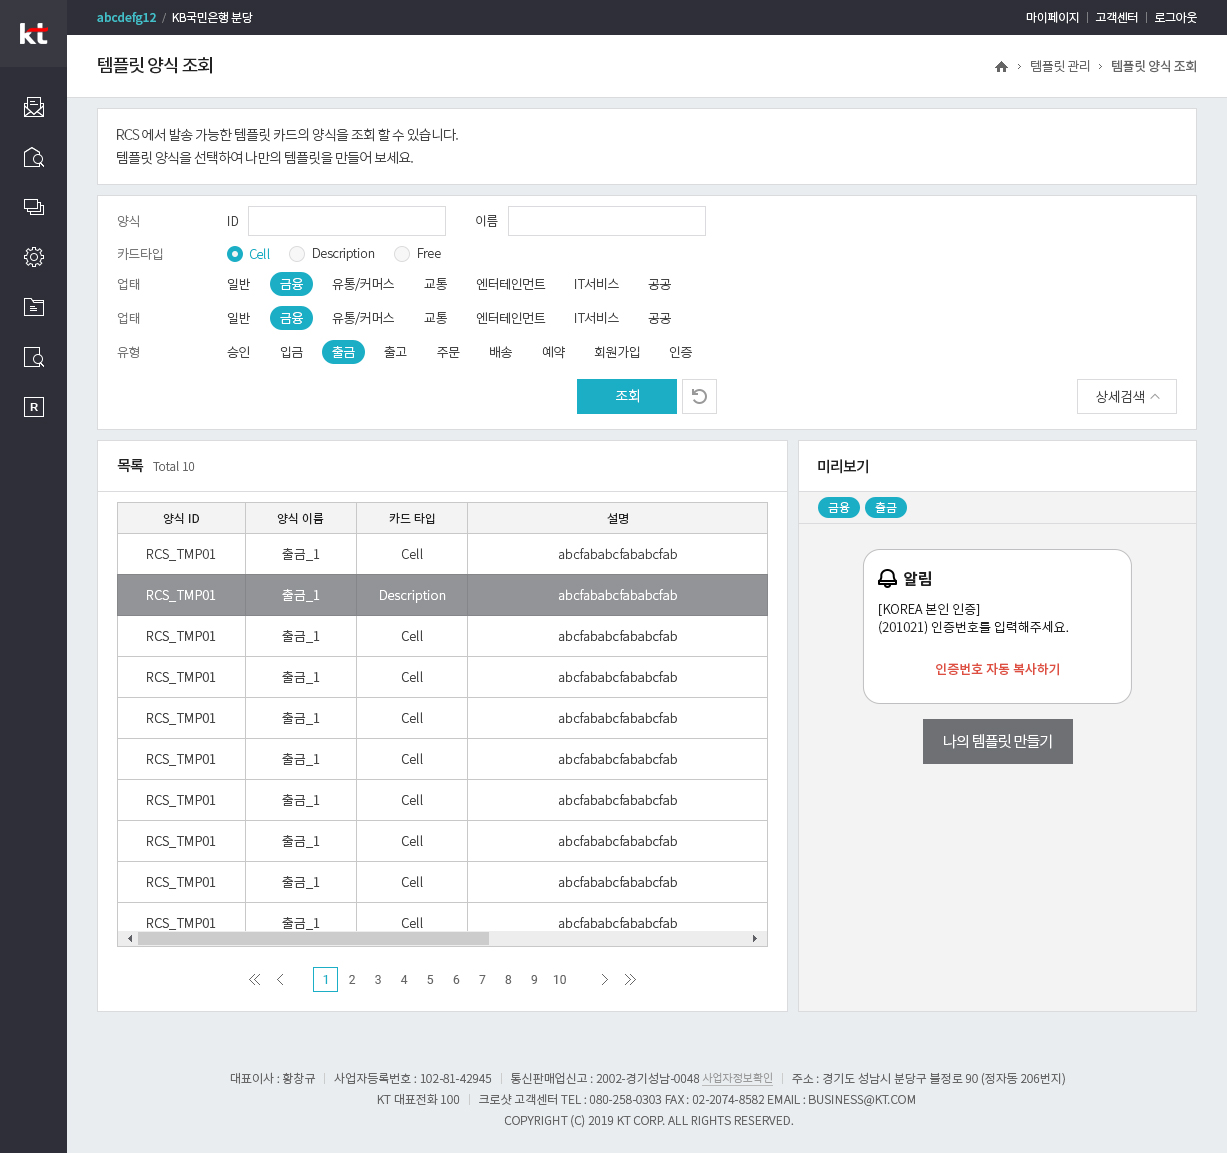 kt
abcdefg12 / KB국민은행 분당
마이페이지 고객센터 로그아웃
템플릿 양식 조회
템플릿 관리 템플릿 양식 조회
RCS 에서 발송 가능한 템플릿 카드의 양식을 조회 할 수 있습니다.
템플릿 양식을 선택하여 나만의 템플릿을 만들어 보세요.
양식 ID 이름
카드타입 Cell Description Free
업태 일반 금융 유통/커머스 교통 엔터테인먼트 IT서비스 공공
업태 일반 금융 유통/커머스 교통 엔터테인먼트 IT서비스 공공
유형 승인 입금 출금 출고 주문 배송 예약 회원가입 인증
조회 상세검색
R
목록 Total 10
양식 ID 양식 이름 카드 타입 설명
RCS_TMP01 출금_1 Cell abcfababcfababcfab
RCS_TMP01 출금_1 Description abcfababcfababcfab
RCS_TMP01 출금_1 Cell abcfababcfababcfab
RCS_TMP01 출금_1 Cell abcfababcfababcfab
RCS_TMP01 출금_1 Cell abcfababcfababcfab
RCS_TMP01 출금_1 Cell abcfababcfababcfab
RCS_TMP01 출금_1 Cell abcfababcfababcfab
RCS_TMP01 출금_1 Cell abcfababcfababcfab
RCS_TMP01 출금_1 Cell abcfababcfababcfab
RCS_TMP01 출금_1 Cell abcfababcfababcfab
1 2 3 4 5 6 7 8 9 10
미리보기
금융 출금
알림
[KOREA 본인 인증]
(201021) 인증번호를 입력해주세요.
인증번호 자동 복사하기
나의 템플릿 만들기
대표이사 : 황창규 사업자등록번호 : 102-81-42945 통신판매업신고 : 2002-경기성남-0048 사업자정보확인 주소 : 경기도 성남시 분당구 불정로 90 (정자동 206번지)
KT 대표전화 100 크로샷 고객센터 TEL : 080-258-0303 FAX : 02-2074-8582 EMAIL : BUSINESS@KT.COM
COPYRIGHT (C) 2019 KT CORP. ALL RIGHTS RESERVED.